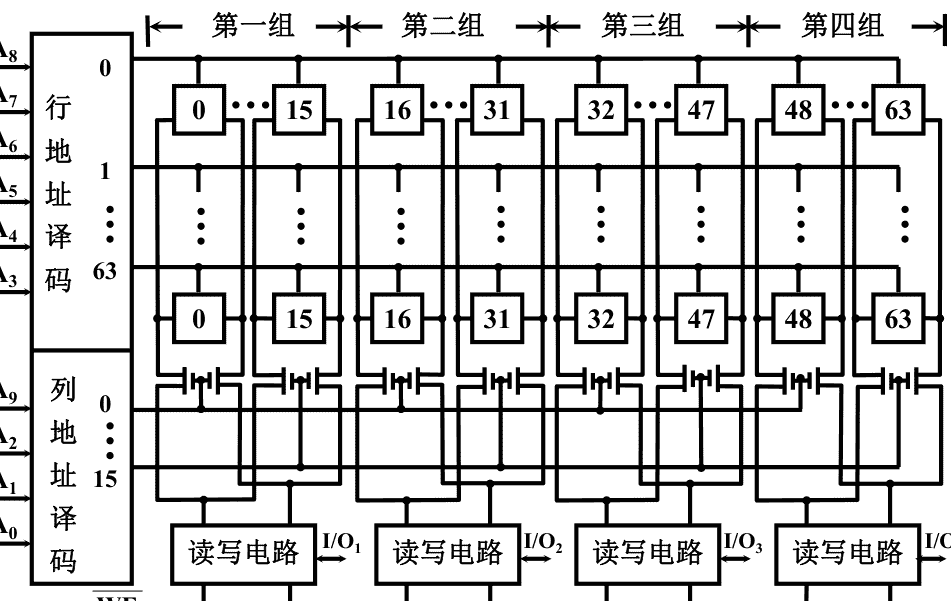 第一组 第二组 第三组 第四组
A8
A7
A6
A5
A4
A3
行地址译码
0
1
63
0 15 16 31 32 47 48 63
0 15 16 31 32 47 48 63
A9
A2
A1
A0
列地址译码
0
15
读写电路 I/O1 读写电路 I/O2 读写电路 I/O3 读写电路
WE